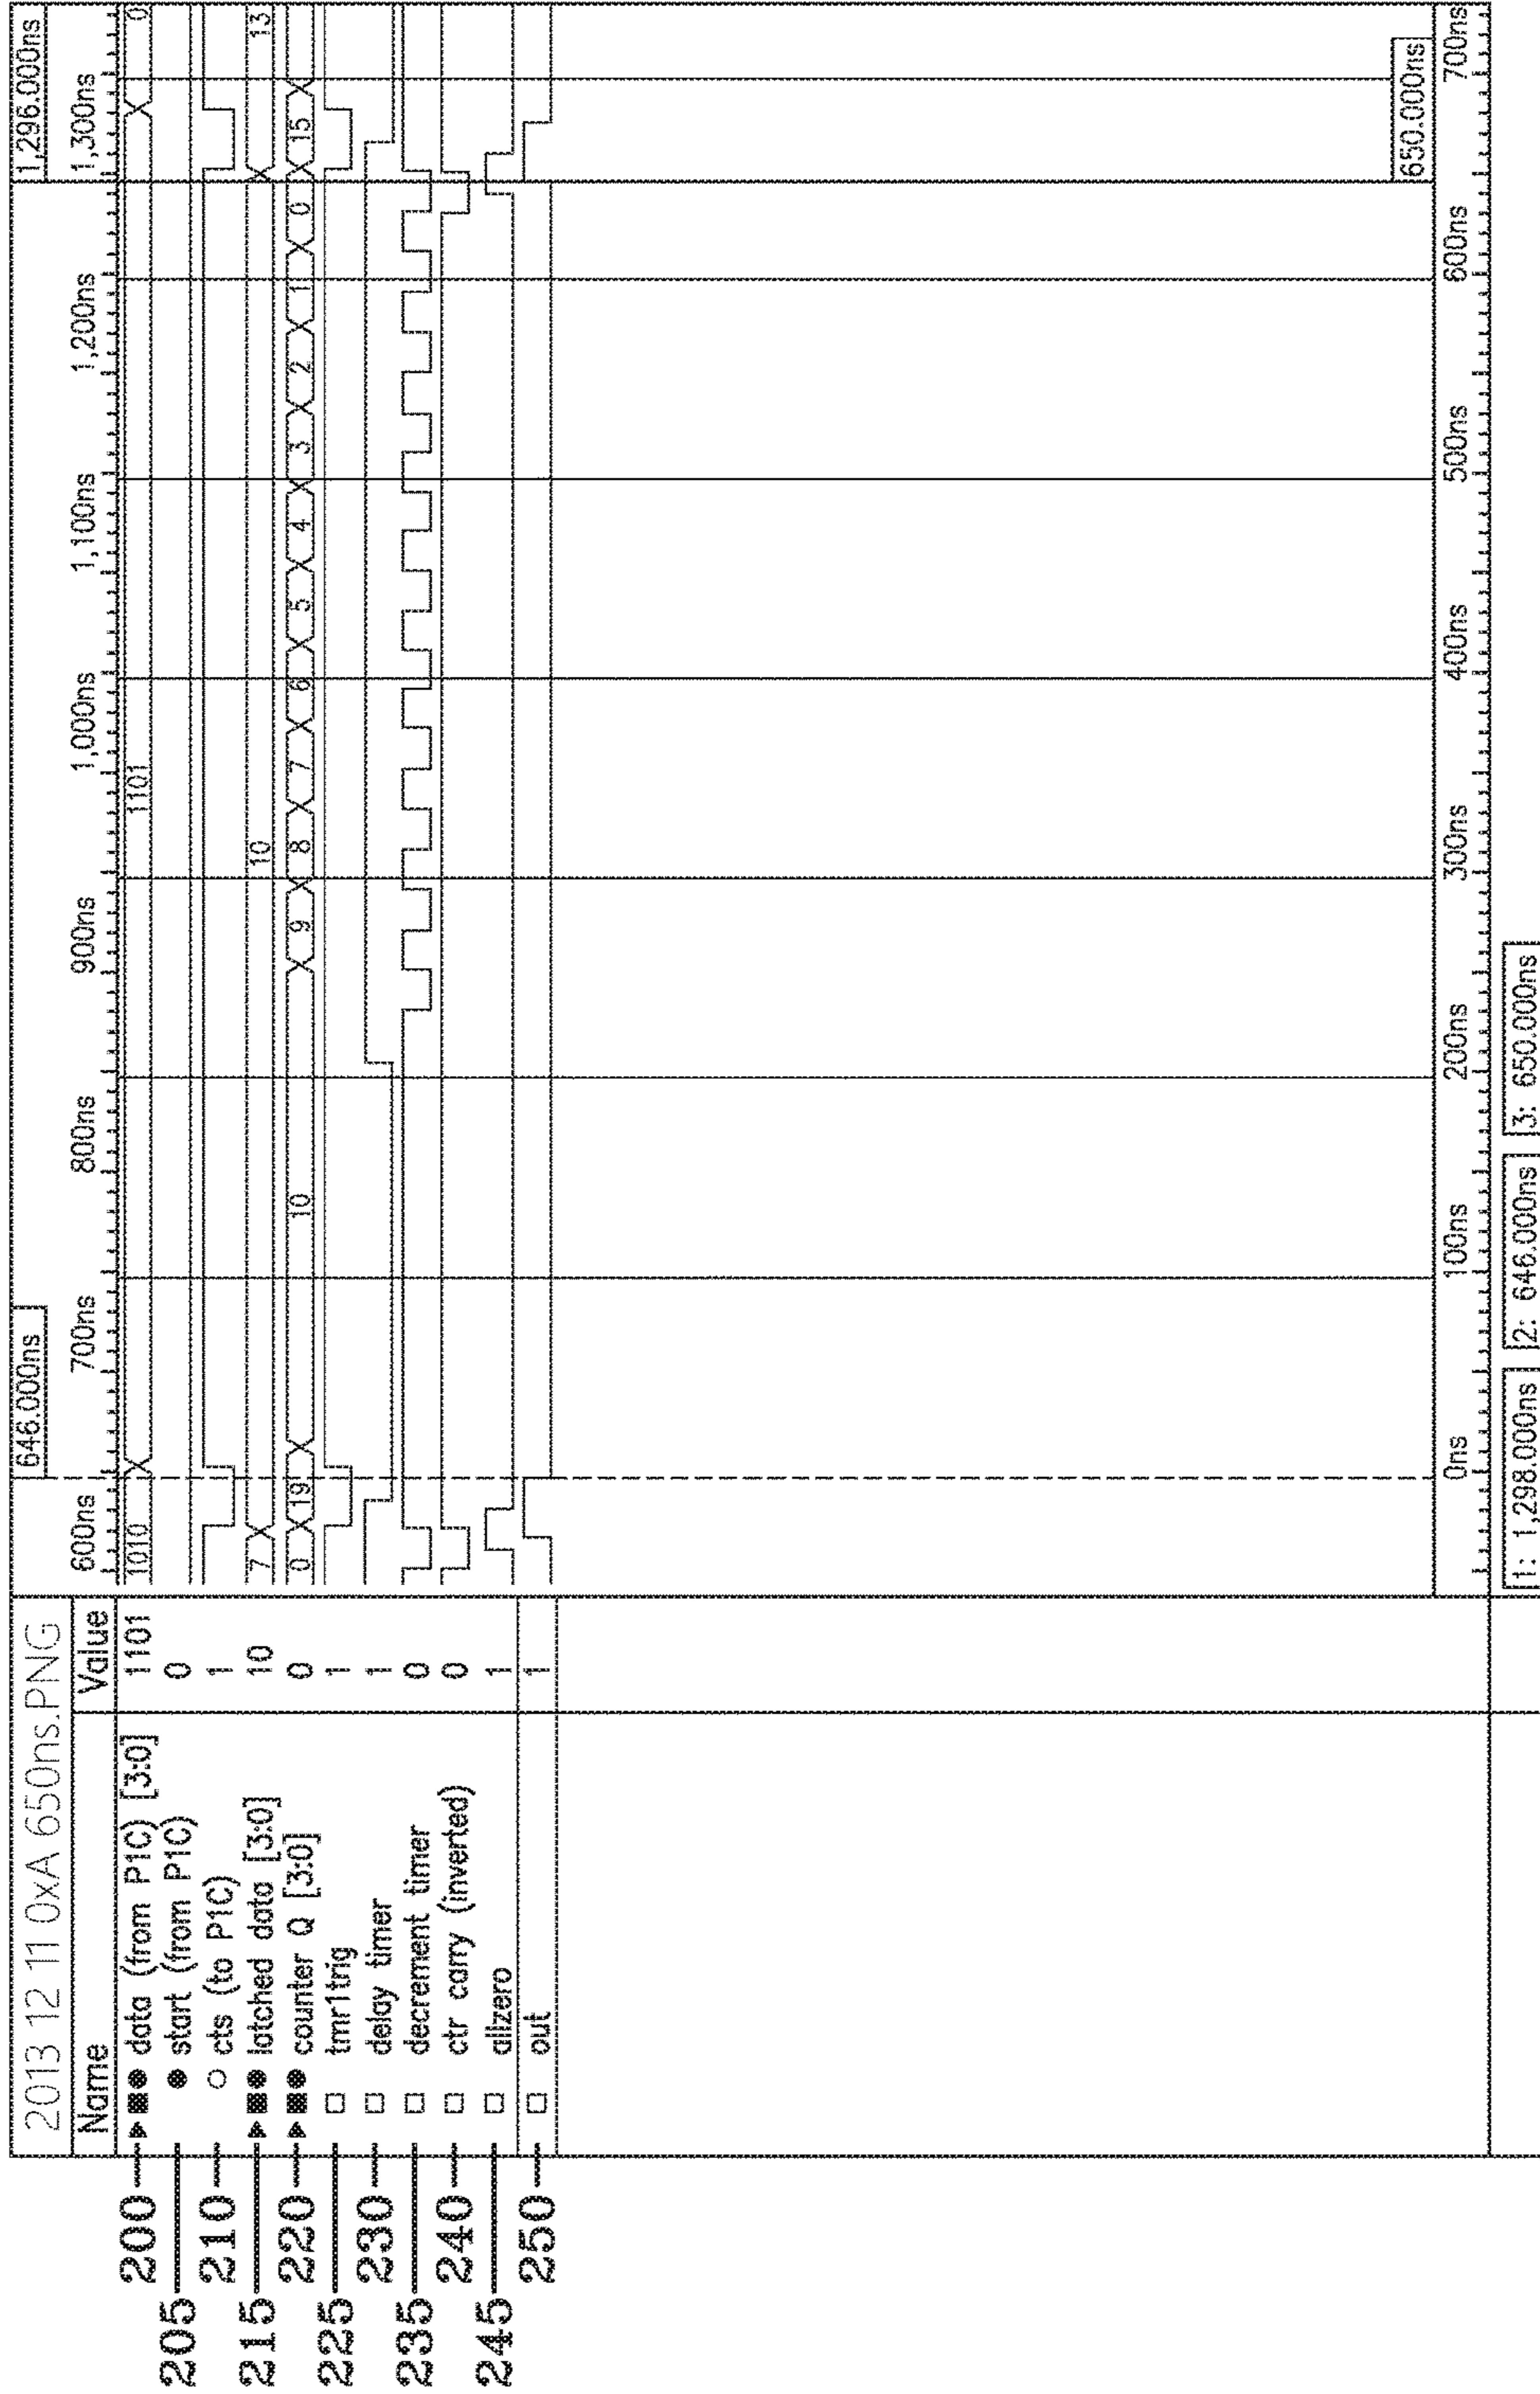 2013 12 11 0xA 650ns.PNG
646.000ns
1,296.000ns
Name
Value
600ns 700ns 800ns 900ns 1,000ns 1,100ns 1,200ns 1,300ns
200 data (from P1C) [3:0] 1101 1010 1101 0
205 start (from P1C) 0
210 cts (to P1C) 1
215 latched data [3:0] 10 7 10 13
220 counter Q [3:0] 0 0 19 10 9 8 7 6 5 4 3 2 1 0 15
225 tmr1trig 1
230 delay timer 1
235 decrement timer 0
240 ctr carry (inverted) 0
245 allzero 1
250 out 1
650.000ns
0ns 100ns 200ns 300ns 400ns 500ns 600ns 700ns
1: 1,298.000ns 2: 646.000ns 3: 650.000ns